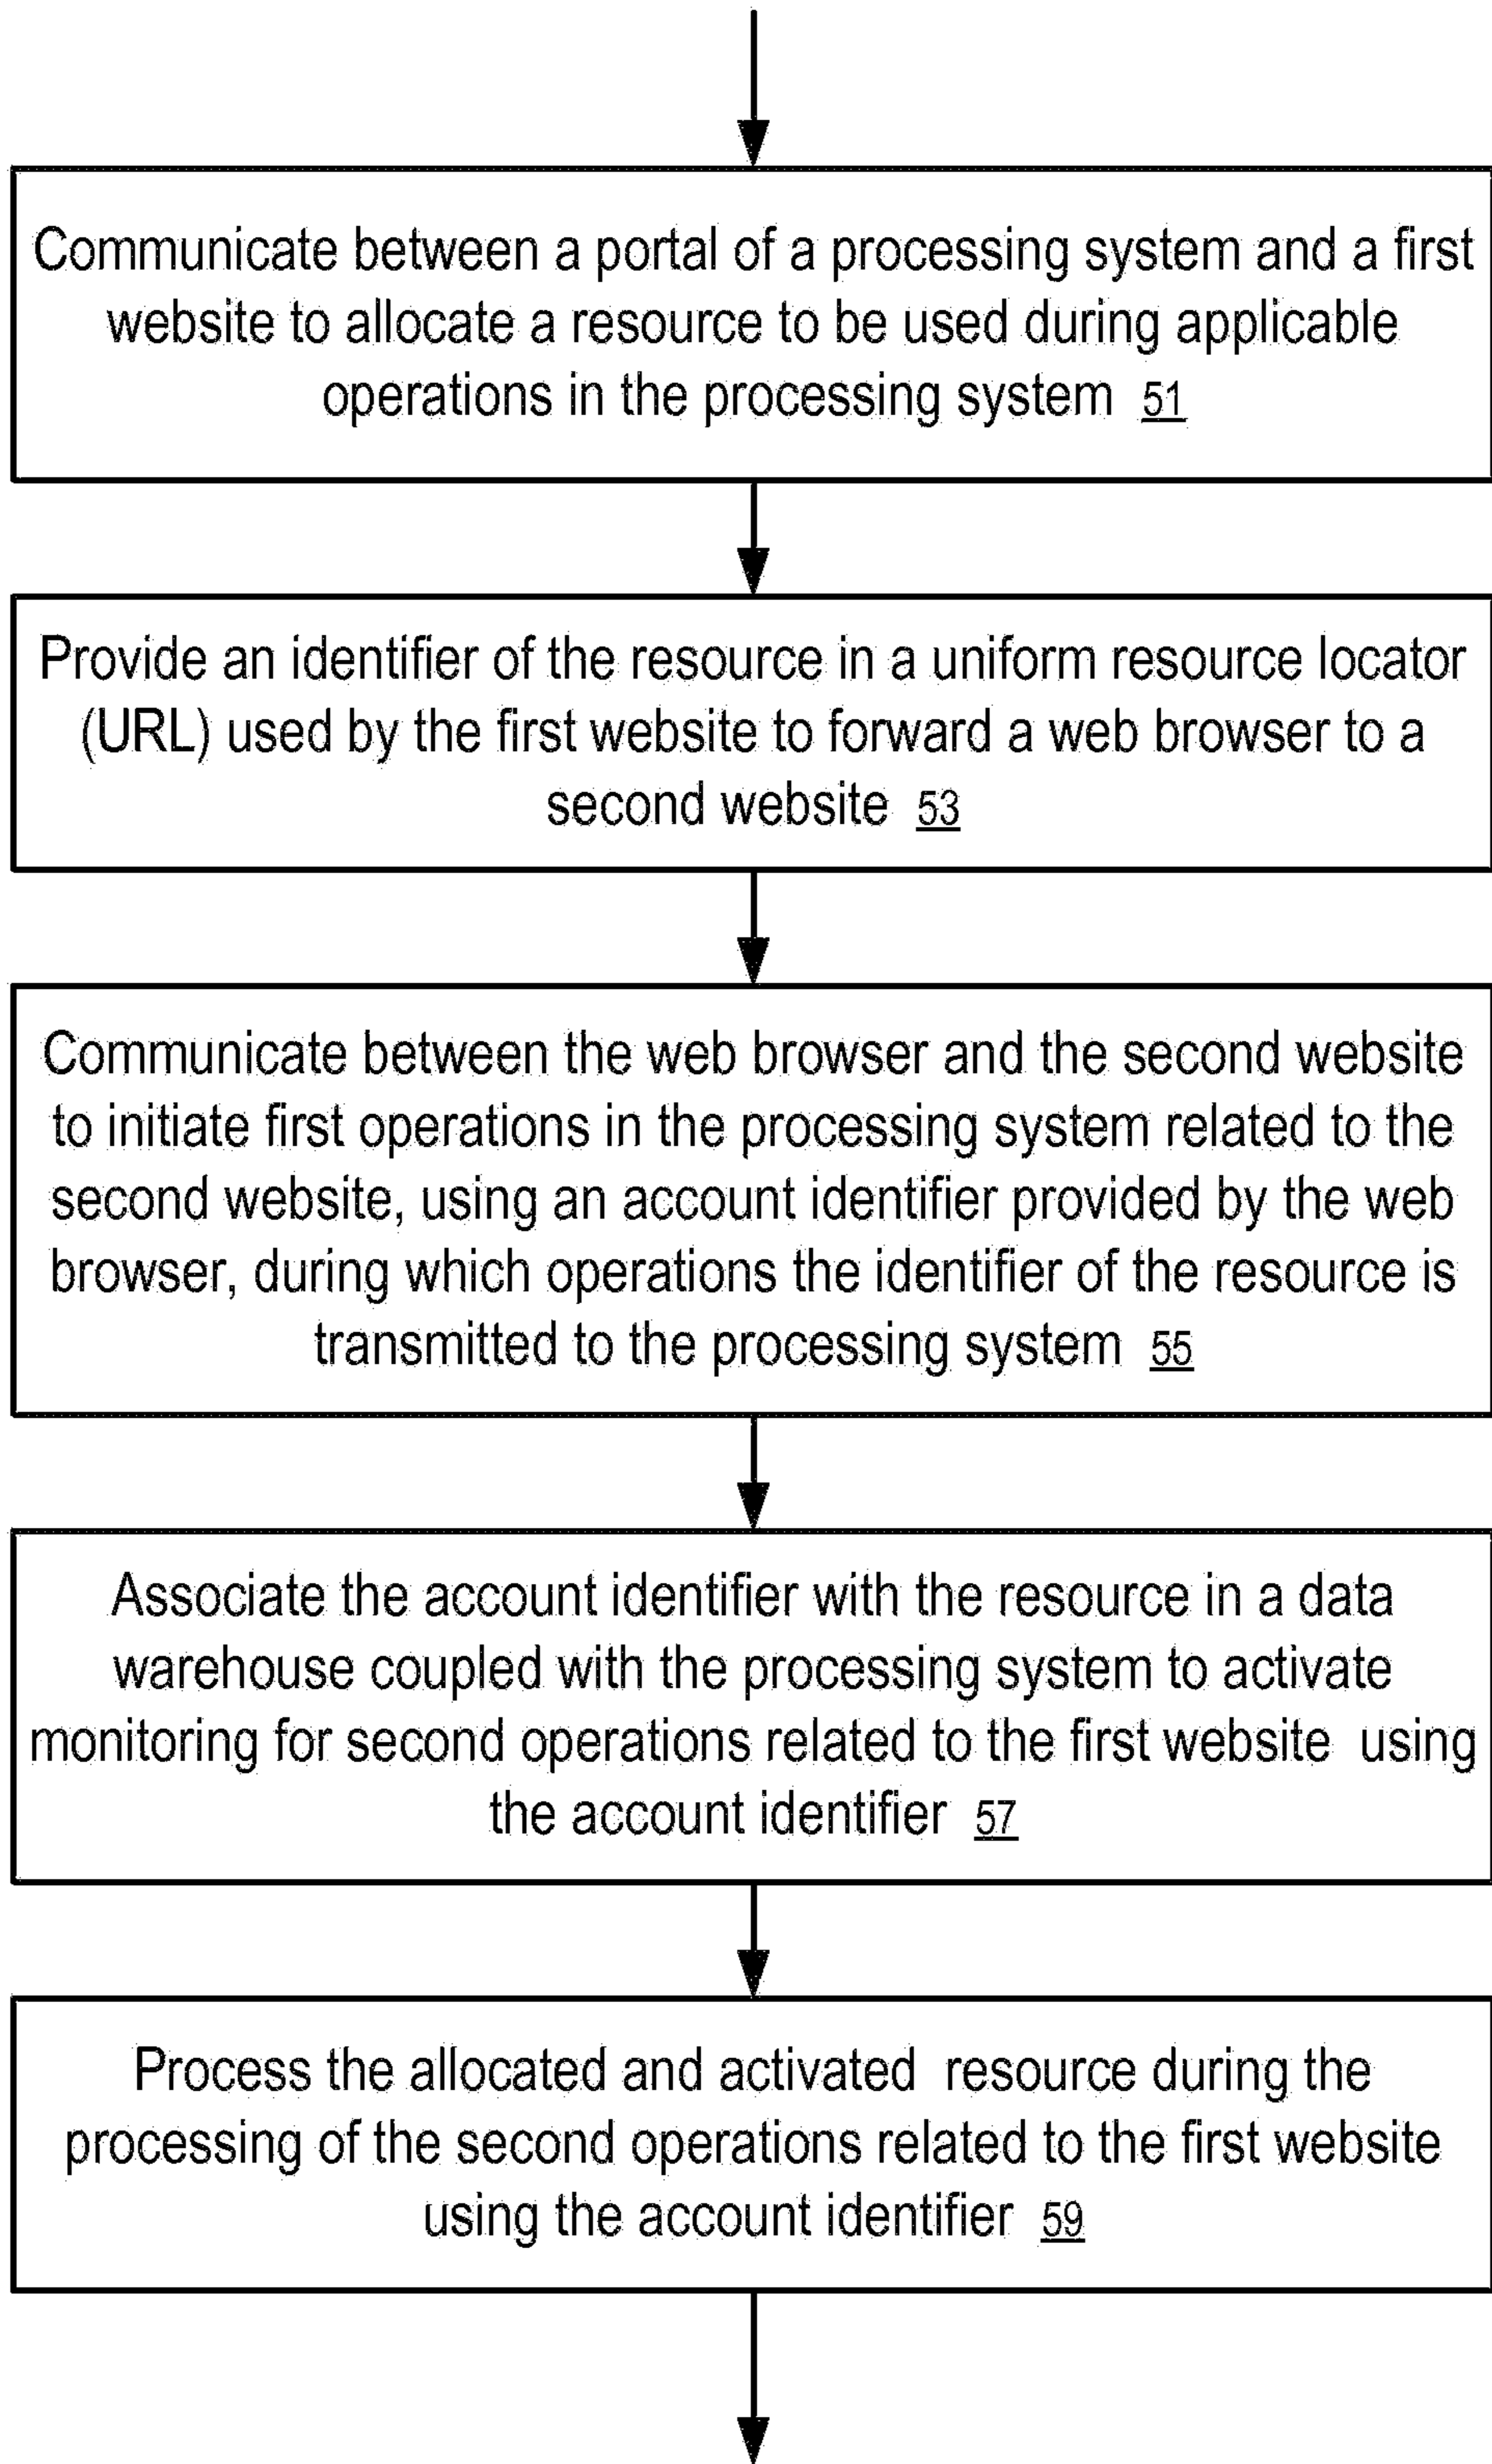 Communicate between a portal of a processing system and a first
website to allocate a resource to be used during applicable
operations in the processing system 51
Provide an identifier of the resource in a uniform resource locator
(URL) used by the first website to forward a web browser to a
second website 53
Communicate between the web browser and the second website
to initiate first operations in the processing system related to the
second website, using an account identifier provided by the web
browser, during which operations the identifier of the resource is
transmitted to the processing system 55
Associate the account identifier with the resource in a data
warehouse coupled with the processing system to activate
monitoring for second operations related to the first website using
the account identifier 57
Process the allocated and activated resource during the
processing of the second operations related to the first website
using the account identifier 59